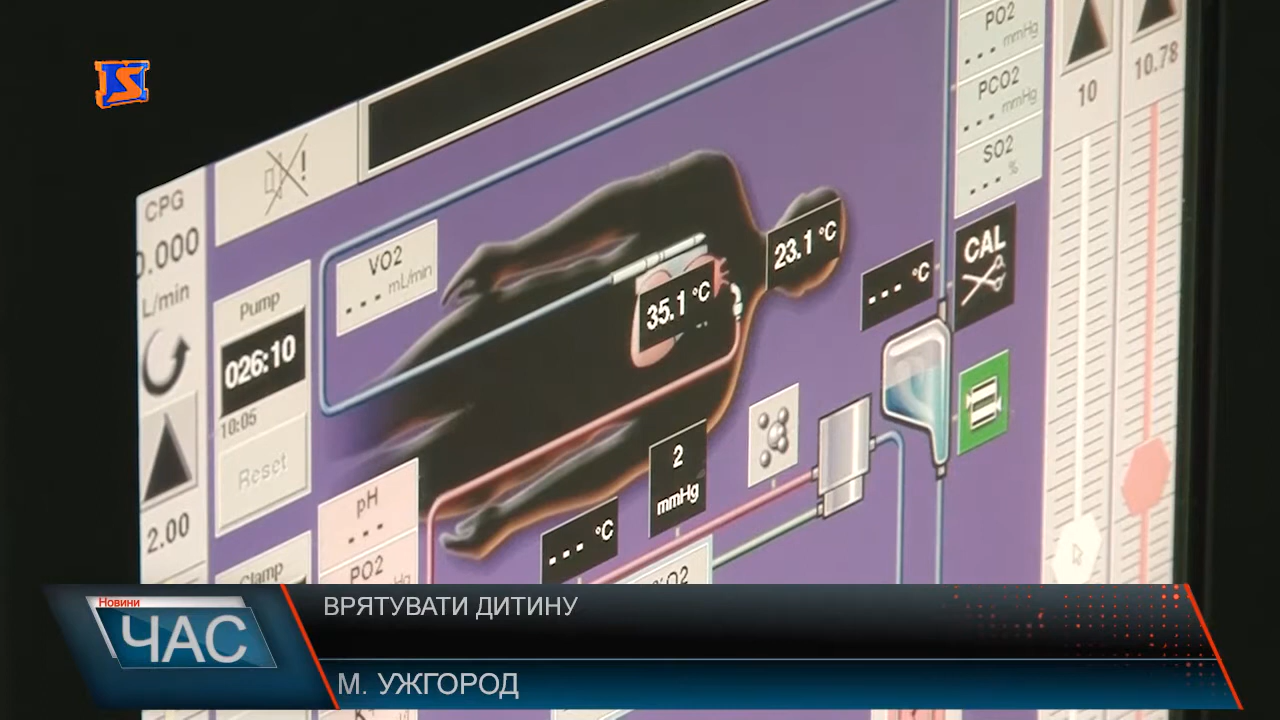 PO2
mmHg
- - -
PCO2
mmHg
- - -
SO2
%
- - -
10
10.78
CPG
0.000
L/min
VO2
- - - mL/min
23.1 °C
35.1 °C
- - - °C
CAL
Pump
026:10
10:05
Reset
2.00
pH
- -
PO2
2
mmHg
- - - °C
Clamp
Новини
ЧАС
ВРЯТУВАТИ ДИТИНУ
М. УЖГОРОД